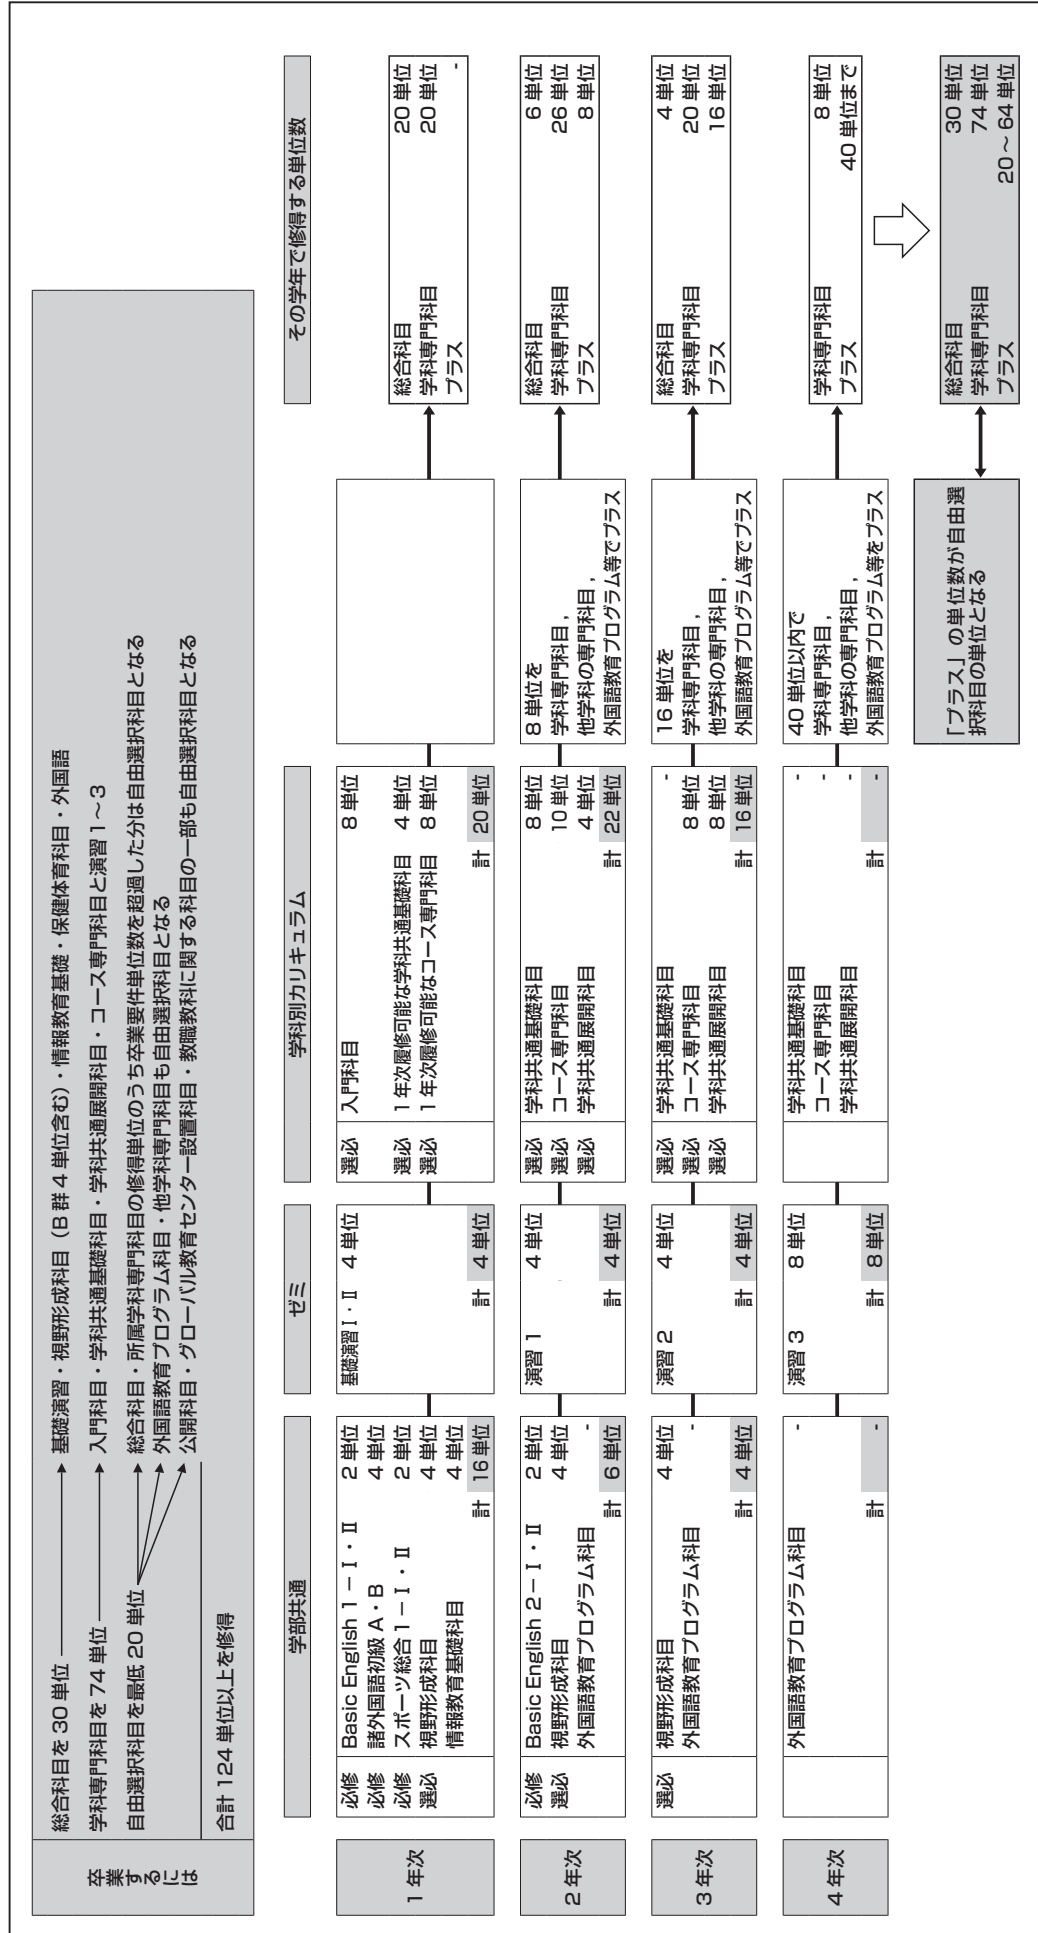 卒業するには
総合科目を 30 単位
基礎演習・視野形成科目（B 群 4 単位含む）・情報教育基礎・保健体育科目・外国語
学科専門科目を 74 単位
入門科目・学科共通基礎科目・学科共通展開科目・コース専門科目と演習 1～3
自由選択科目を最低 20 単位
総合科目・所属学科専門科目の修得単位のうち卒業要件単位数を超過した分は自由選択科目となる
外国語教育プログラム科目・他学科専門科目も自由選択科目となる
公開科目・グローバル教育センター設置科目・教職教科に関する科目の一部も自由選択科目となる
合計 124 単位以上を修得
学部共通
ゼミ
学科別カリキュラム
その学年で修得する単位数
1 年次
必修 Basic English 1－Ⅰ・Ⅱ 2 単位
必修 諸外国語初級 A・B 4 単位
必修 スポーツ総合 1－Ⅰ・Ⅱ 2 単位
選必 視野形成科目 4 単位
情報教育基礎科目 4 単位
計 16 単位
基礎演習Ⅰ・Ⅱ 4 単位
計 4 単位
選必 入門科目 8 単位
選必 1 年次履修可能な学科共通基礎科目 4 単位
選必 1 年次履修可能なコース専門科目 8 単位
計 20 単位
総合科目 20 単位
学科専門科目 20 単位
プラス -
2 年次
必修 Basic English 2－Ⅰ・Ⅱ 2 単位
選必 視野形成科目 4 単位
外国語教育プログラム科目 -
計 6 単位
演習 1 4 単位
計 4 単位
選必 学科共通基礎科目 8 単位
選必 コース専門科目 10 単位
選必 学科共通展開科目 4 単位
計 22 単位
8 単位を
学科専門科目，
他学科の専門科目，
外国語教育プログラム等でプラス
総合科目 6 単位
学科専門科目 26 単位
プラス 8 単位
3 年次
選必 視野形成科目 4 単位
外国語教育プログラム科目 -
計 4 単位
演習 2 4 単位
計 4 単位
選必 学科共通基礎科目 -
選必 コース専門科目 8 単位
選必 学科共通展開科目 8 単位
計 16 単位
16 単位を
学科専門科目，
他学科の専門科目，
外国語教育プログラム等でプラス
総合科目 4 単位
学科専門科目 20 単位
プラス 16 単位
4 年次
外国語教育プログラム科目 -
計 -
演習 3 8 単位
計 8 単位
学科共通基礎科目 -
コース専門科目 -
学科共通展開科目 -
計 -
40 単位以内で
学科専門科目，
他学科の専門科目，
外国語教育プログラム等をプラス
学科専門科目 8 単位
プラス 40 単位まで
「プラス」の単位数が自由選
択科目の単位となる
総合科目 30 単位
学科専門科目 74 単位
プラス 20～64 単位